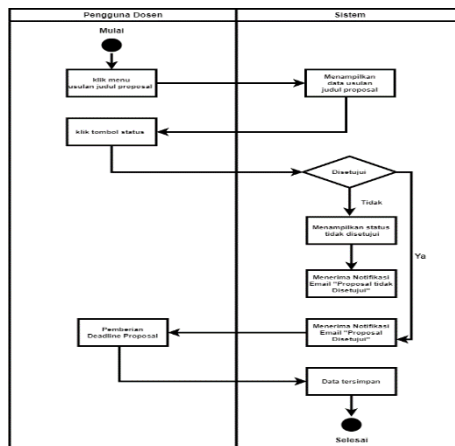 Pengguna Dosen
Sistem
Mulai
klik menu
usulan judul proposal
Menampilkan
data usulan
judul proposal
klik tombol status
Disetujui
Tidak
Menampilkan status
tidak disetujui
Ya
Menerima Notifikasi
Email "Proposal tidak
Disetujui"
Pemberian
Deadline Proposal
Menerima Notifikasi
Email "Proposal
Disetujui"
Data tersimpan
Selesai